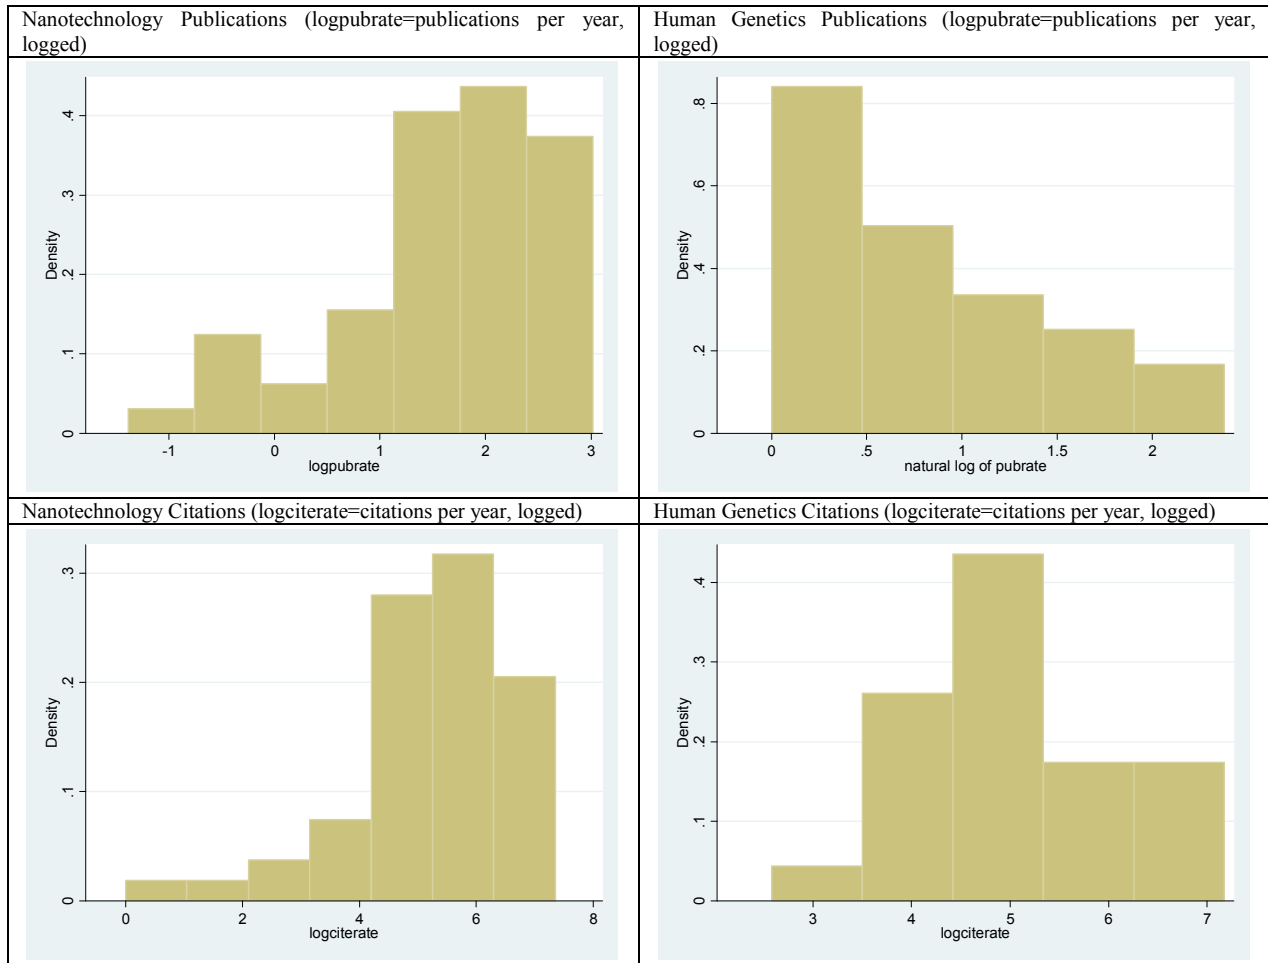 Nanotechnology Publications (logpubrate=publications per year,
logged)
Human Genetics Publications (logpubrate=publications per year,
logged)
Density
0
.1
.2
.3
.4
-1
0
1
2
3
logpubrate
Density
0
.2
.4
.6
.8
0
.5
1
1.5
2
natural log of pubrate
Nanotechnology Citations (logciterate=citations per year, logged)
Human Genetics Citations (logciterate=citations per year, logged)
Density
0
.1
.2
.3
0
2
4
6
8
logciterate
Density
0
.1
.2
.3
.4
3
4
5
6
7
logciterate